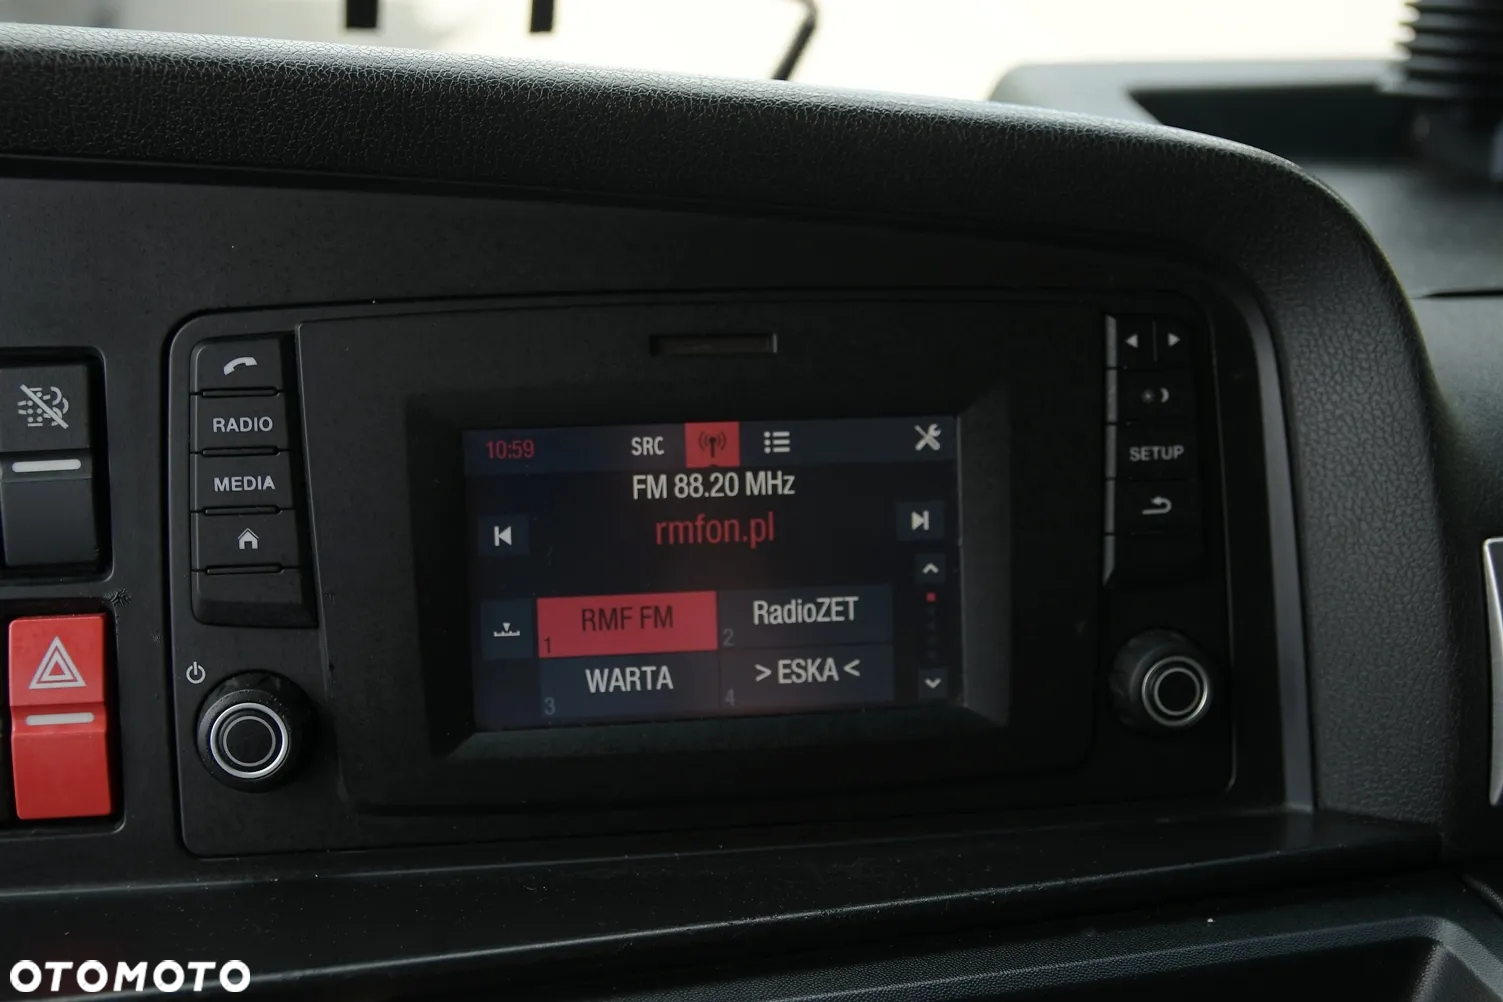 RADIO
MEDIA
10:59
SRC
FM 88.20 MHz
rmfon.pl
RMF FM
1
RadioZET
2
WARTA
3
> ESKA <
4
SETUP
OTOMOTO